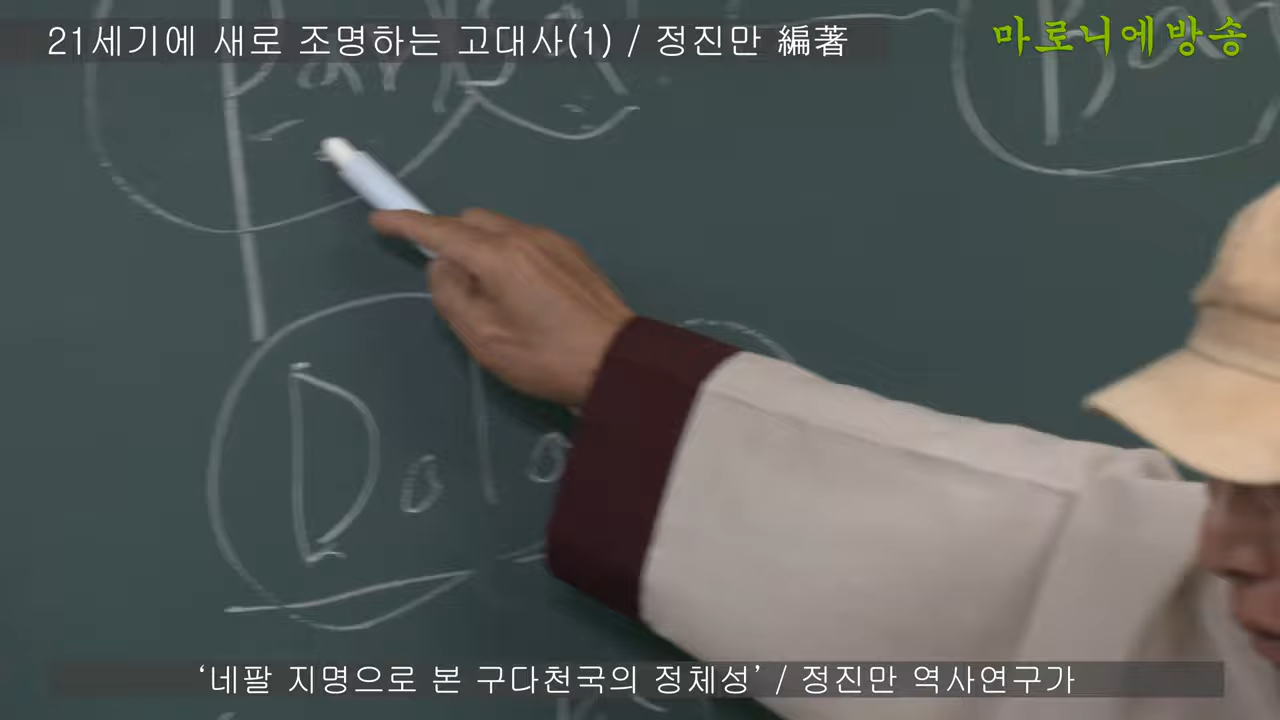 21세기에 새로 조명하는 고대사(1) / 정진만 編著
마로니에방송
Dola
‘네팔 지명으로 본 구다천국의 정체성’ / 정진만 역사연구가